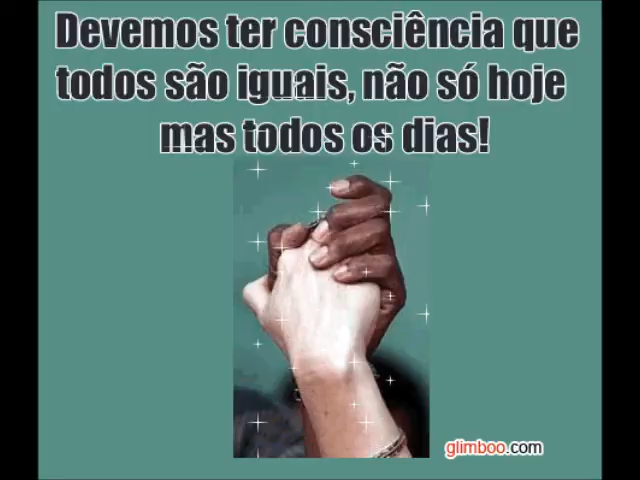 Devemos ter consciência que
todos são iguais, não só hoje
mas todos os dias!
glimboo.com